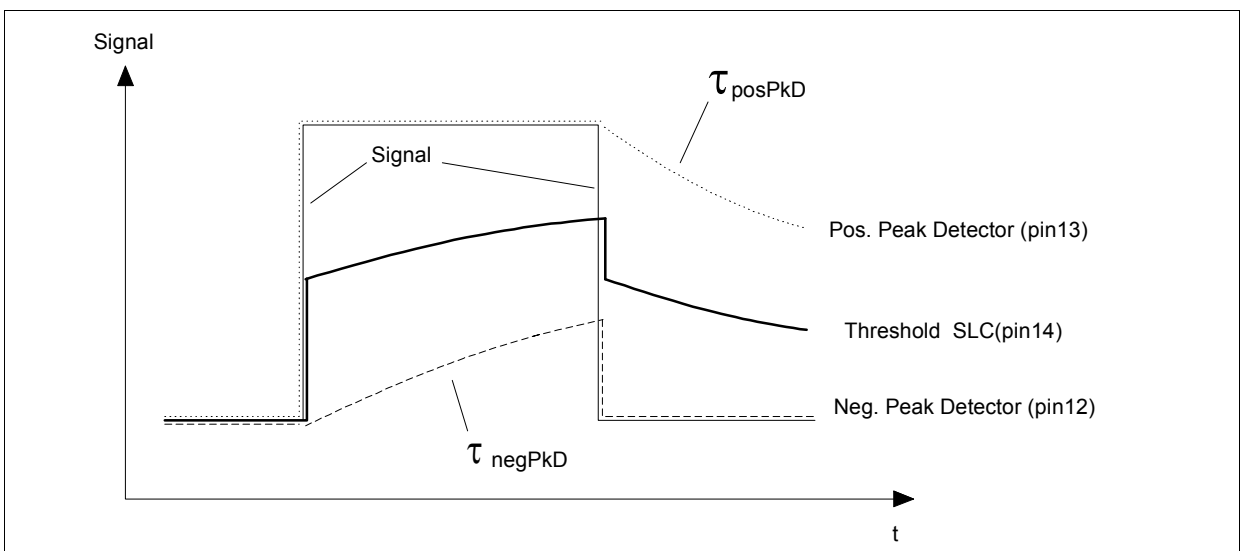 Signal
τ posPkD
Signal
Pos. Peak Detector (pin13)
Threshold SLC(pin14)
Neg. Peak Detector (pin12)
τ negPkD
t